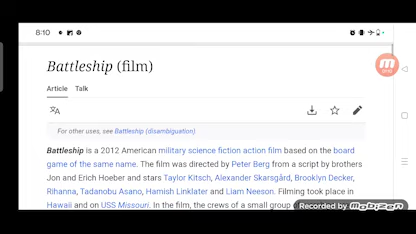 8:10
Battleship (film)
Article Talk
For other uses, see Battleship (disambiguation)
Battleship is a 2012 American military science fiction action film based on the board
game of the same name. The film was directed by Peter Berg from a script by brothers
Jon and Erich Hoeber and stars Taylor Kitsch, Alexander Skarsgård, Brooklyn Decker,
Rihanna, Tadanobu Asano, Hamish Linklater and Liam Neeson. Filming took place in
Hawaii and on USS Missouri. In the film, the crews of a small group
Recorded by Mobizen